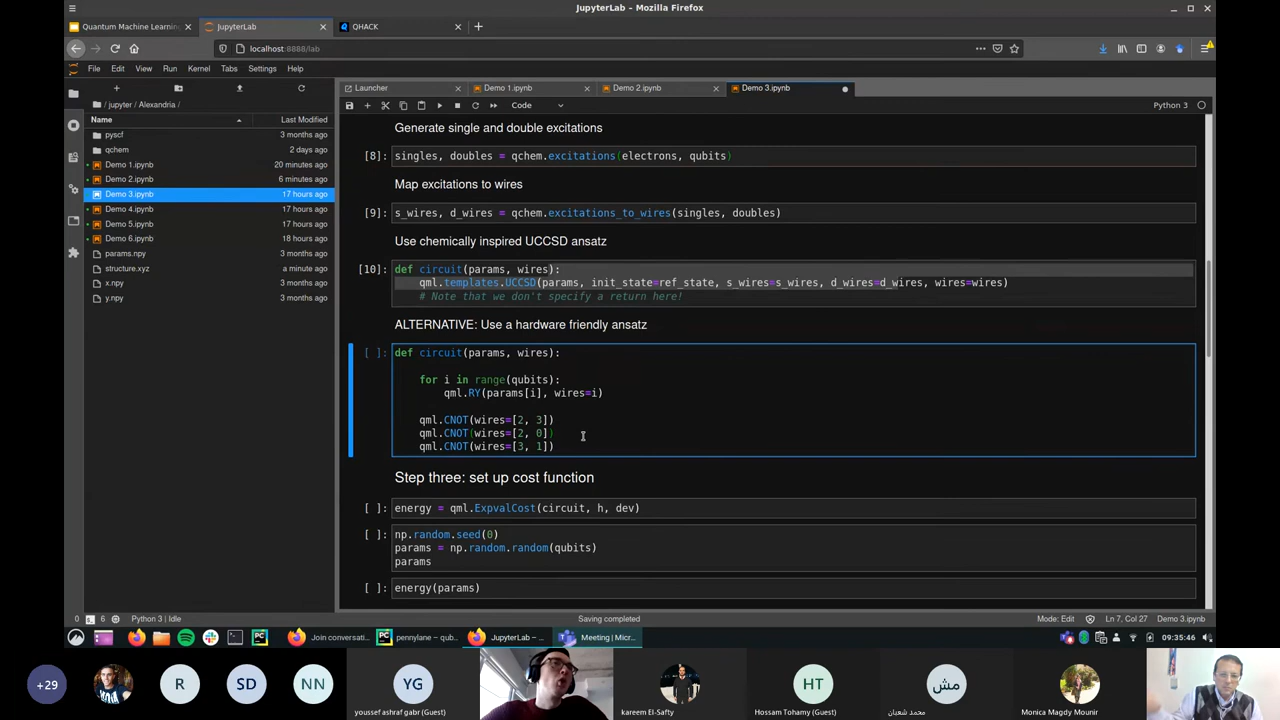 JupyterLab - Mozilla Firefox
Quantum Machine Learnin
JupyterLab
QHACK
localhost:8888/lab
File Edit View Run Kernel Tabs Settings Help
Launcher
Demo 1.ipynb
Demo 2.ipynb
Demo 3.ipynb
Code
Python 3
/ jupyter / Alexandria /
Name
Last Modified
pyscf 3 months ago
qchem 2 days ago
Demo 1.ipynb 20 minutes ago
Demo 2.ipynb 6 minutes ago
Demo 3.ipynb 17 hours ago
Demo 4.ipynb 17 hours ago
Demo 5.ipynb 17 hours ago
Demo 6.ipynb 18 hours ago
params.npy 3 months ago
structure.xyz a minute ago
x.npy 3 months ago
y.npy 3 months ago
Generate single and double excitations
[8]: singles, doubles = qchem.excitations(electrons, qubits)
Map excitations to wires
[9]: s_wires, d_wires = qchem.excitations_to_wires(singles, doubles)
Use chemically inspired UCCSD ansatz
[10]: def circuit(params, wires):
qml.templates.UCCSD(params, init_state=ref_state, s_wires=s_wires, d_wires=d_wires, wires=wires)
# Note that we don't specify a return here!
ALTERNATIVE: Use a hardware friendly ansatz
[ ]: def circuit(params, wires):
for i in range(qubits):
qml.RY(params[i], wires=i)
qml.CNOT(wires=[2, 3])
qml.CNOT(wires=[2, 0])
qml.CNOT(wires=[3, 1])
Step three: set up cost function
[ ]: energy = qml.ExpvalCost(circuit, h, dev)
[ ]: np.random.seed(0)
params = np.random.random(qubits)
params
[ ]: energy(params)
0 6 Python 3 | Idle
Saving completed
Mode: Edit
Ln 7, Col 27
Demo 3.ipynb
Join conversati...
pennylane – qub...
JupyterLab – ...
Meeting | Micr...
09:35:46
+29
R
SD
NN
YG
HT
مش
youssef ashraf gabr (Guest)
kareem El-Safty
Hossam Tohamy (Guest)
محمد شعبان
Monica Magdy Mounir